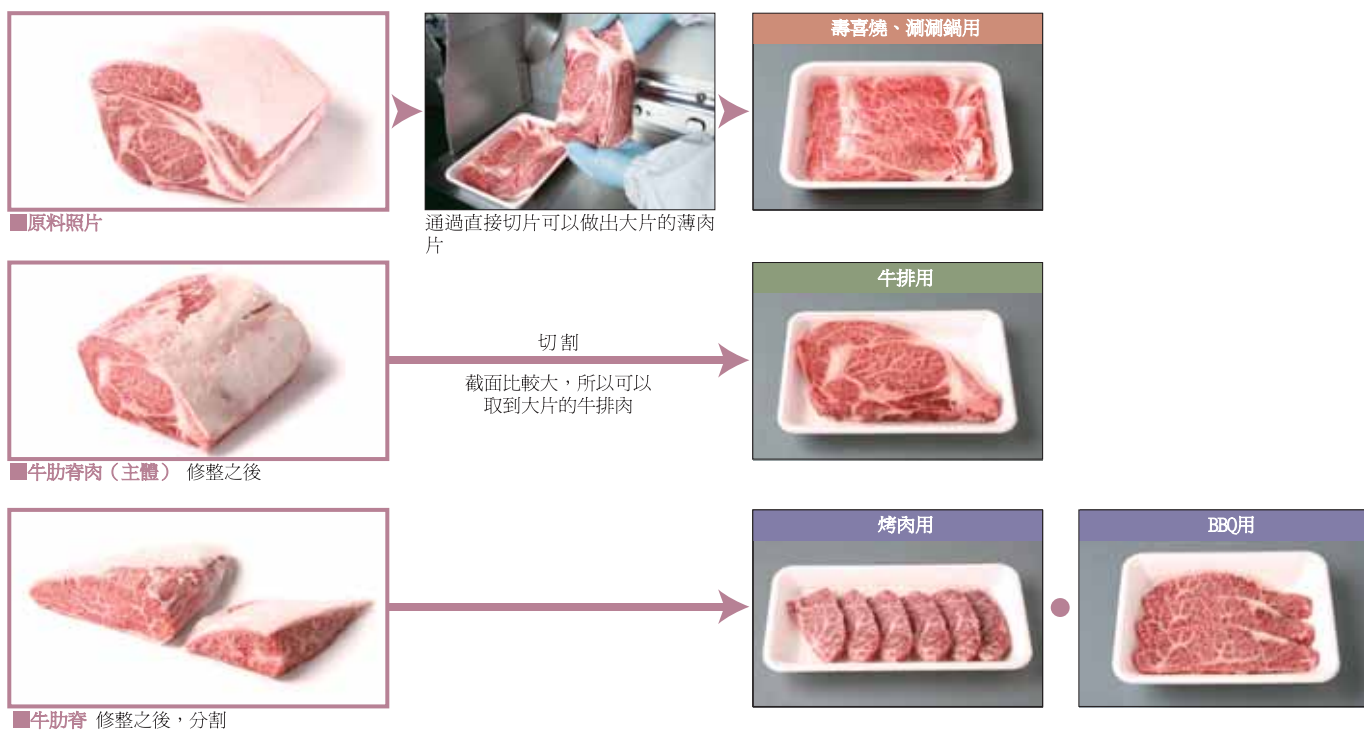 壽喜燒、涮涮鍋用
■原料照片
通過直接切片可以做出大片的薄肉
片
牛排用
切割
截面比較大，所以可以
取到大片的牛排肉
■牛肋脊肉（主體） 修整之後
烤肉用
BBQ用
■牛肋脊 修整之後，分割